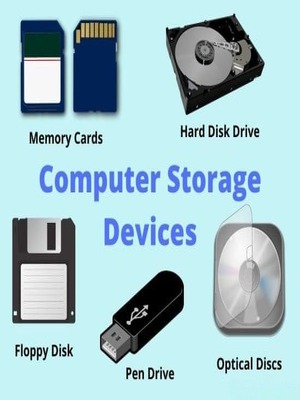 Memory Cards
Hard Disk Drive
Computer Storage
Devices
Floppy Disk
Pen Drive
Optical Discs